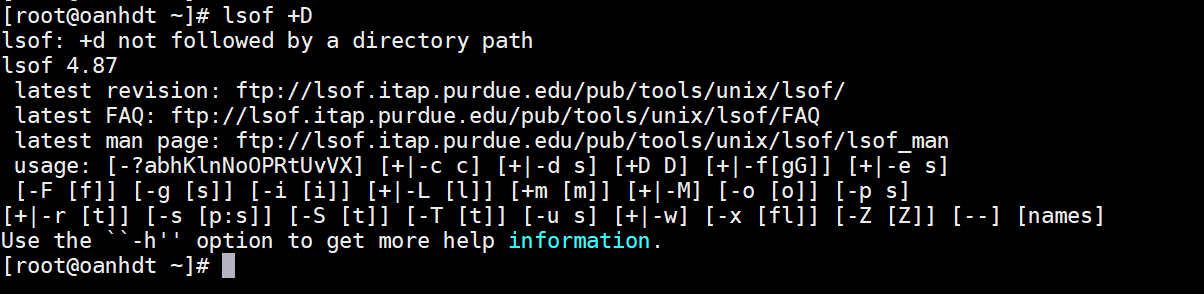 [root@oanhdt ~]# lsof +D
lsof: +d not followed by a directory path
lsof 4.87
 latest revision: ftp://lsof.itap.purdue.edu/pub/tools/unix/lsof/
 latest FAQ: ftp://lsof.itap.purdue.edu/pub/tools/unix/lsof/FAQ
 latest man page: ftp://lsof.itap.purdue.edu/pub/tools/unix/lsof/lsof_man
 usage: [-?abhKlnNoOPRtUvVX] [+|-c c] [+|-d s] [+D D] [+|-f[gG]] [+|-e s]
 [-F [f]] [-g [s]] [-i [i]] [+|-L [l]] [+m [m]] [+|-M] [-o [o]] [-p s]
[+|-r [t]] [-s [p:s]] [-S [t]] [-T [t]] [-u s] [+|-w] [-x [fl]] [-Z [Z]] [--] [names]
Use the ``-h'' option to get more help information.
[root@oanhdt ~]#